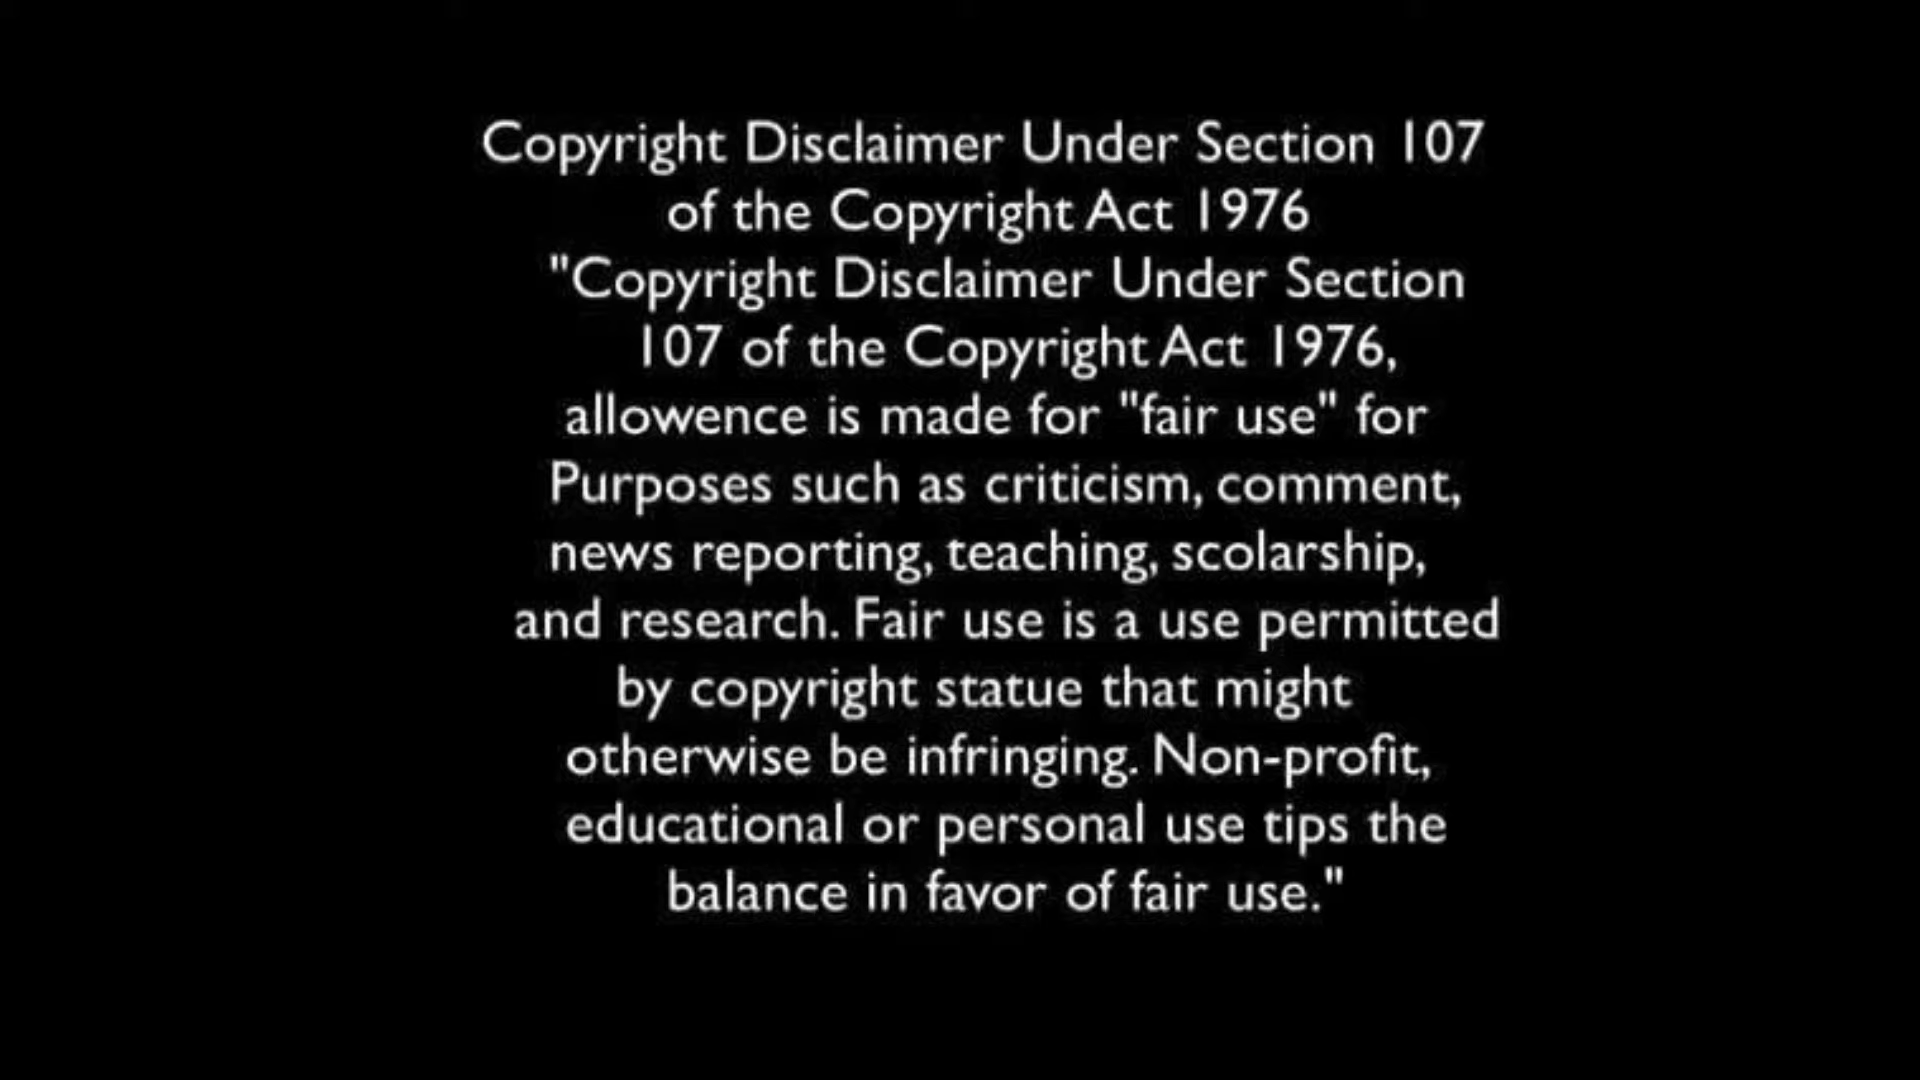 Copyright Disclaimer Under Section 107
of the Copyright Act 1976
"Copyright Disclaimer Under Section
107 of the Copyright Act 1976,
allowence is made for "fair use" for
Purposes such as criticism, comment,
news reporting, teaching, scolarship,
and research. Fair use is a use permitted
by copyright statue that might
otherwise be infringing. Non-profit,
educational or personal use tips the
balance in favor of fair use."